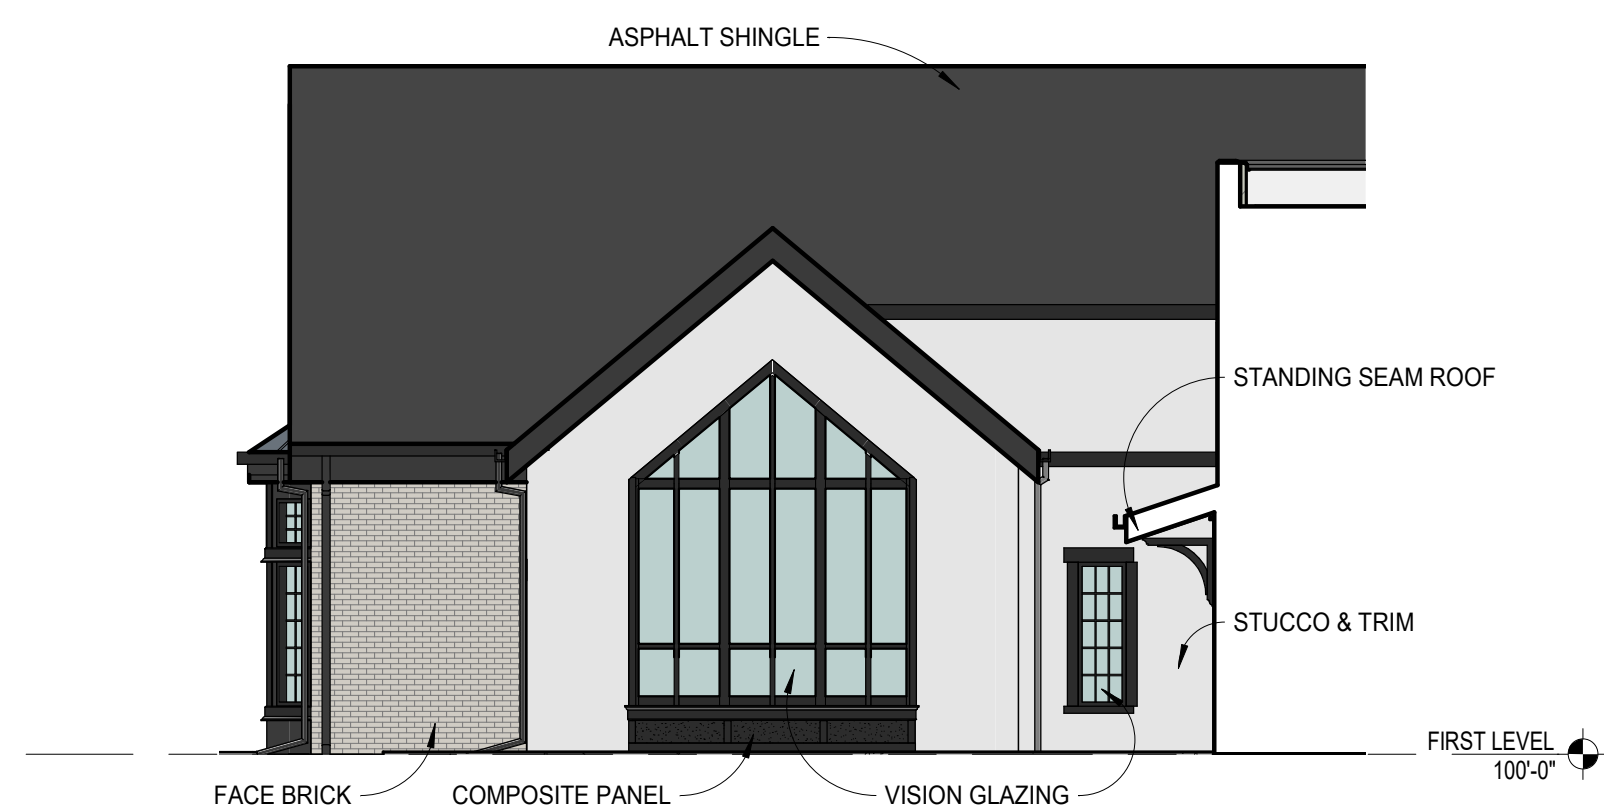 ASPHALT SHINGLE
STANDING SEAM ROOF
STUCCO & TRIM
FIRST LEVEL
100'-0"
FACE BRICK
COMPOSITE PANEL
VISION GLAZING